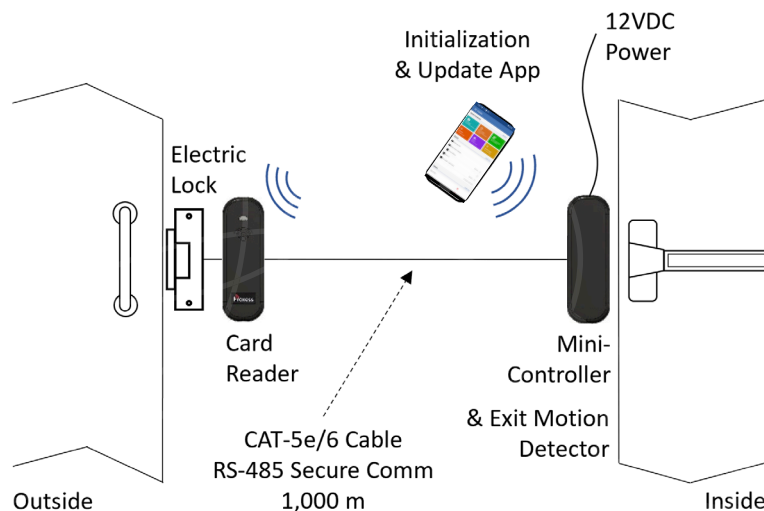 12VDC
Power
Initialization
& Update App
Electric
Lock
Card
Reader
Mini-
Controller
& Exit Motion
Detector
CAT-5e/6 Cable
RS-485 Secure Comm
1,000 m
Outside
Inside